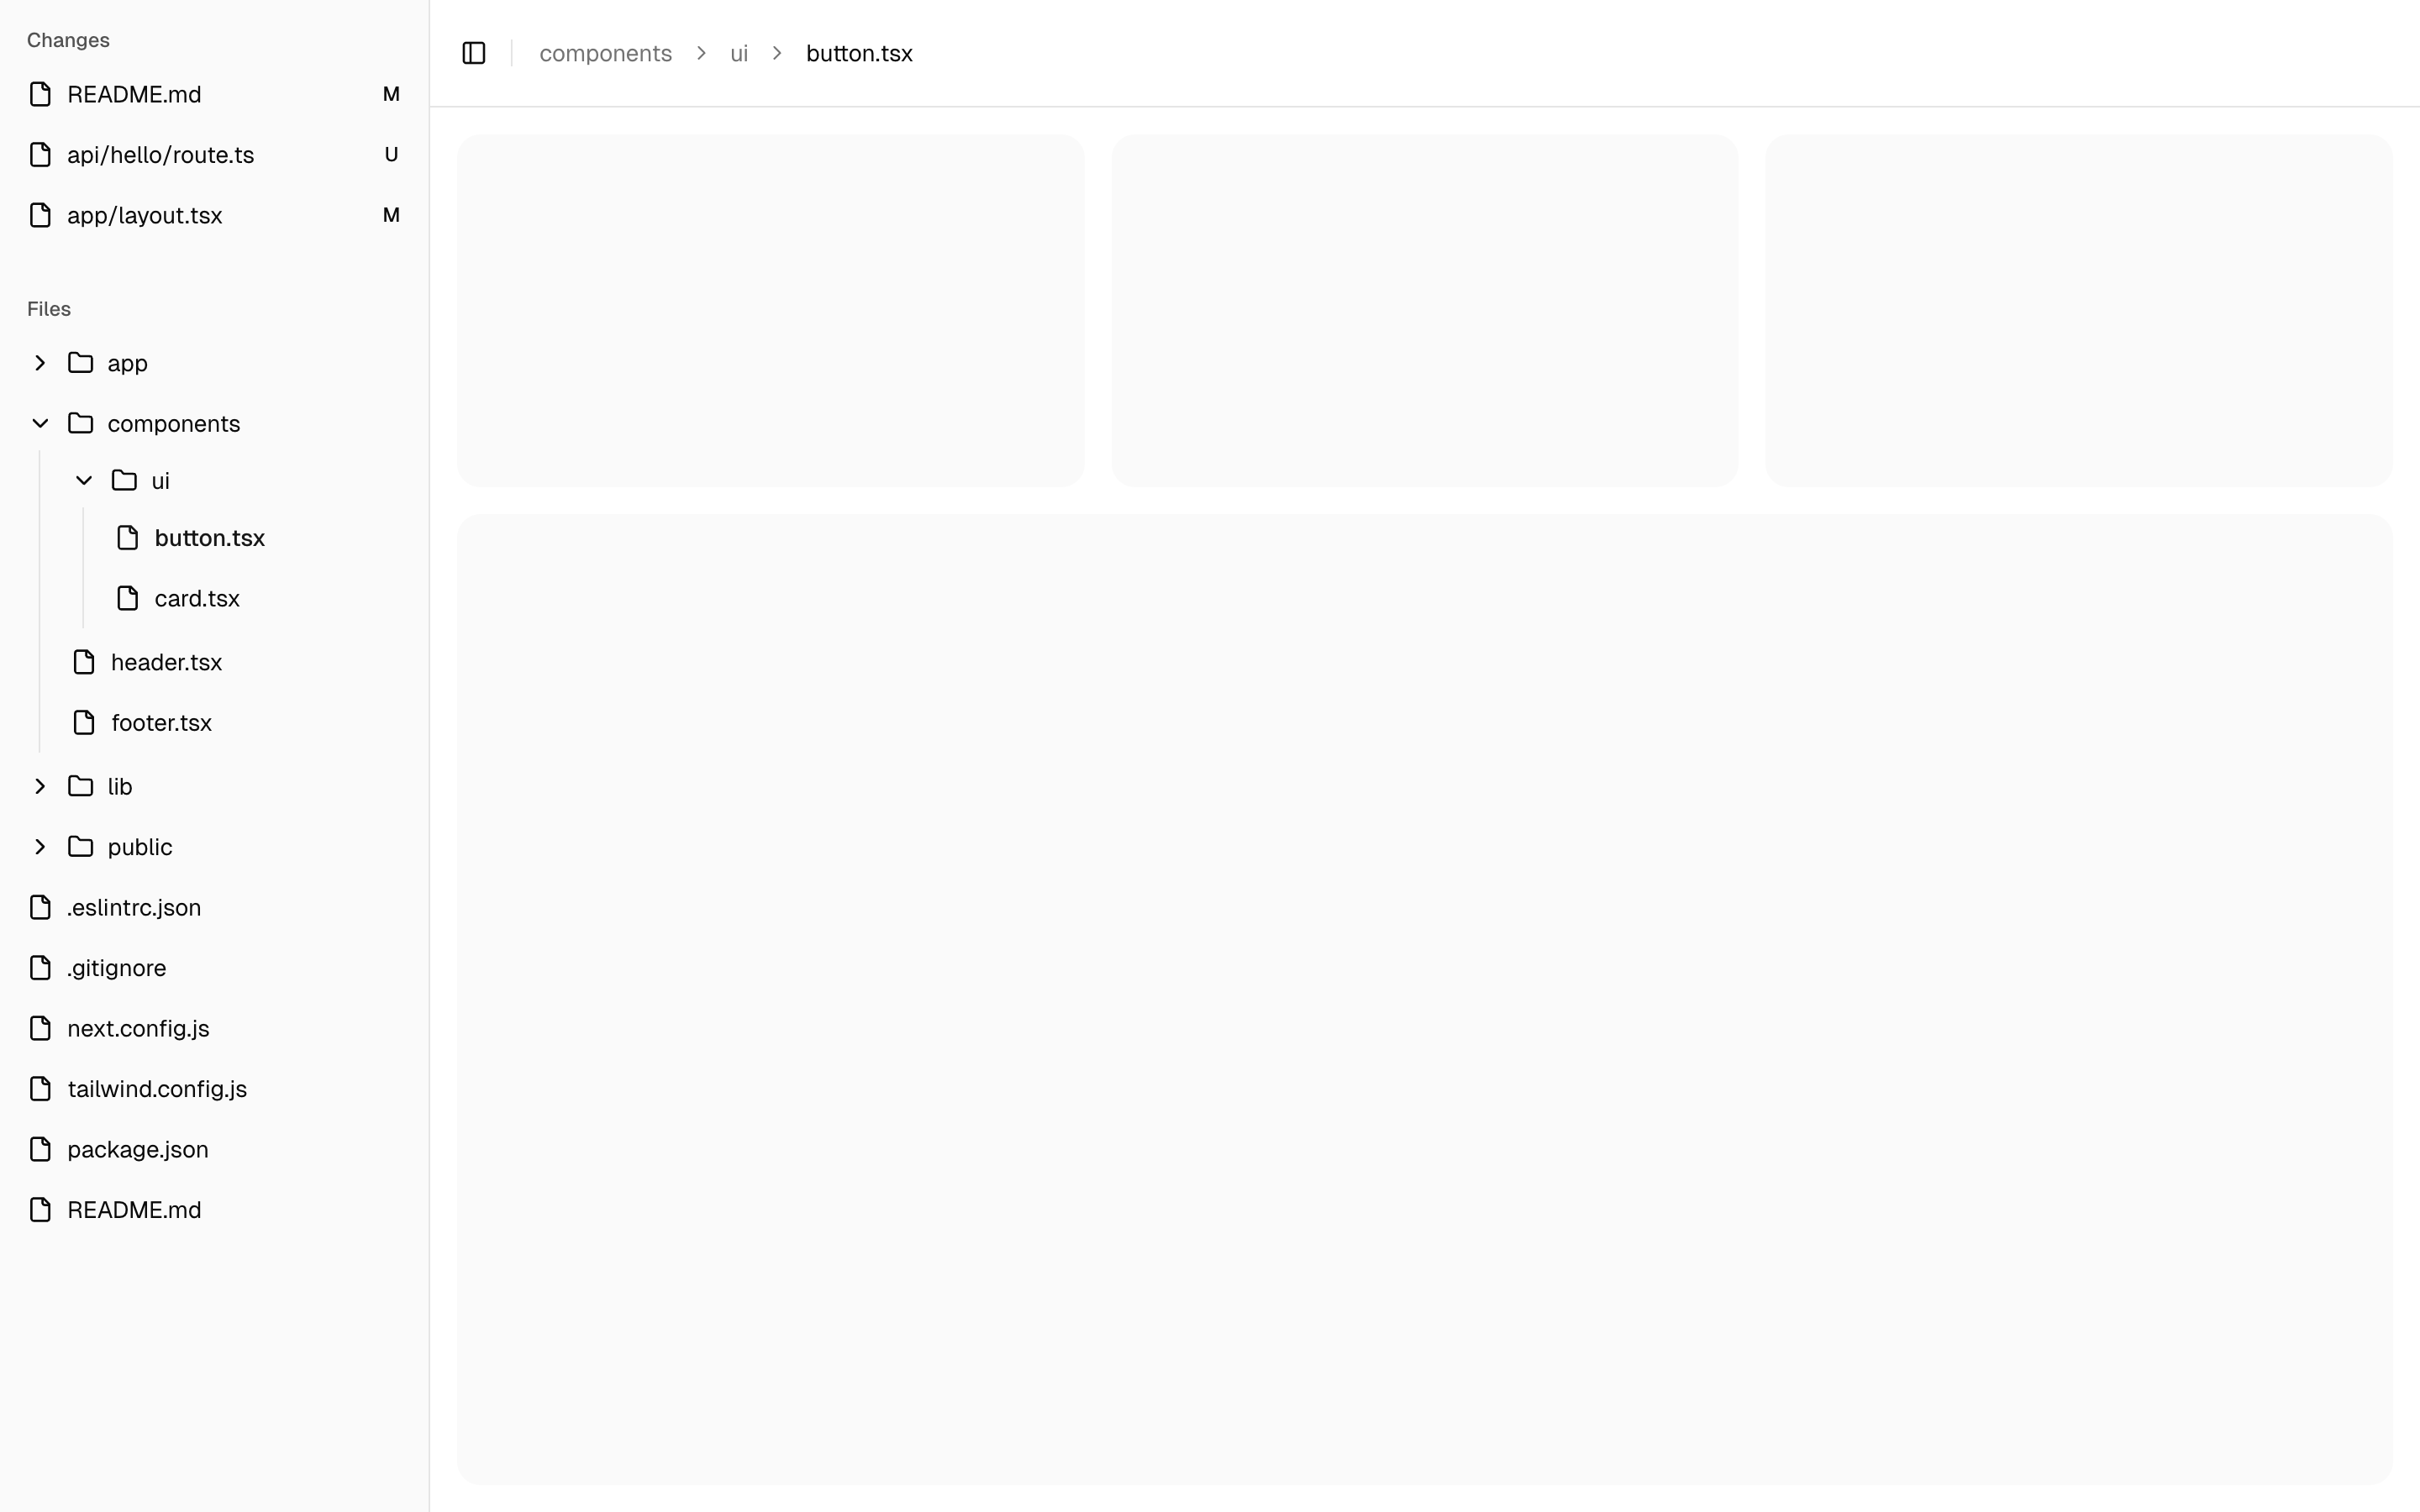 Changes
README.md M
api/hello/route.ts U
app/layout.tsx M
Files
app
components
ui
button.tsx
card.tsx
header.tsx
footer.tsx
lib
public
.eslintrc.json
.gitignore
next.config.js
tailwind.config.js
package.json
README.md
components ui button.tsx